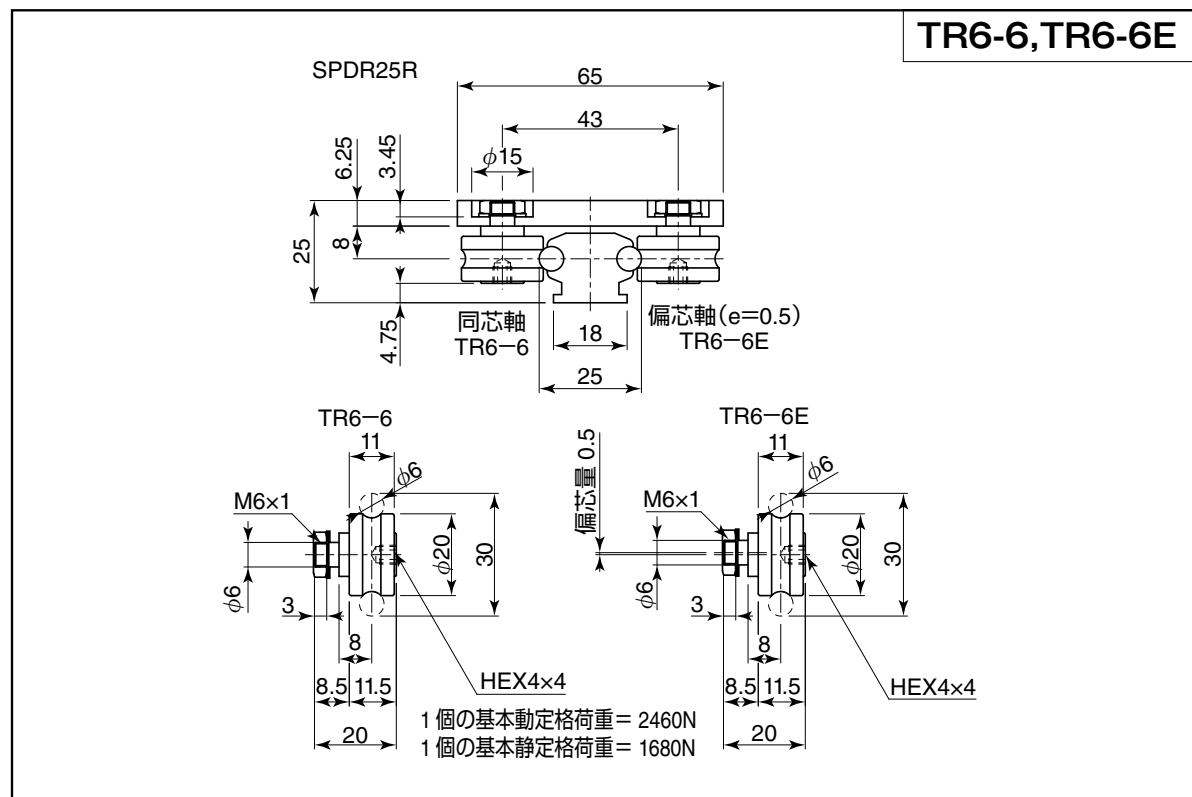 TR6-6,TR6-6E
SPDR25R
65
43
φ15
6.25
3.45
25
8
4.75
同芯軸
TR6−6
18
偏芯軸(e=0.5)
TR6−6E
25
TR6−6
11
φ6
M6×1
φ20
30
φ6
3
8
8.5
11.5
HEX4×4
20
TR6−6E
11
偏芯量 0.5
φ6
M6×1
φ20
30
φ6
3
8
8.5
11.5
HEX4×4
20
1個の基本動定格荷重= 2460N
1個の基本静定格荷重= 1680N